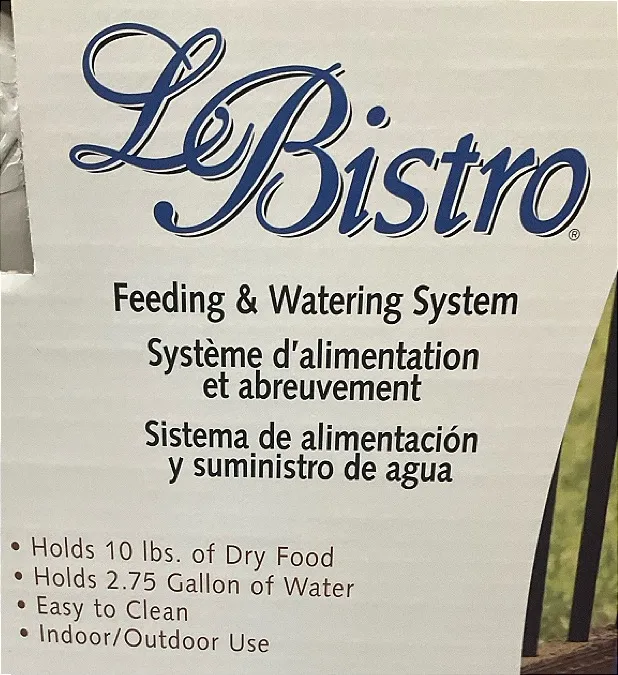 Le Bistro®
Feeding & Watering System
Système d'alimentation
et abreuvement
Sistema de alimentación
y suministro de agua
• Holds 10 lbs. of Dry Food
• Holds 2.75 Gallon of Water
• Easy to Clean
• Indoor/Outdoor Use